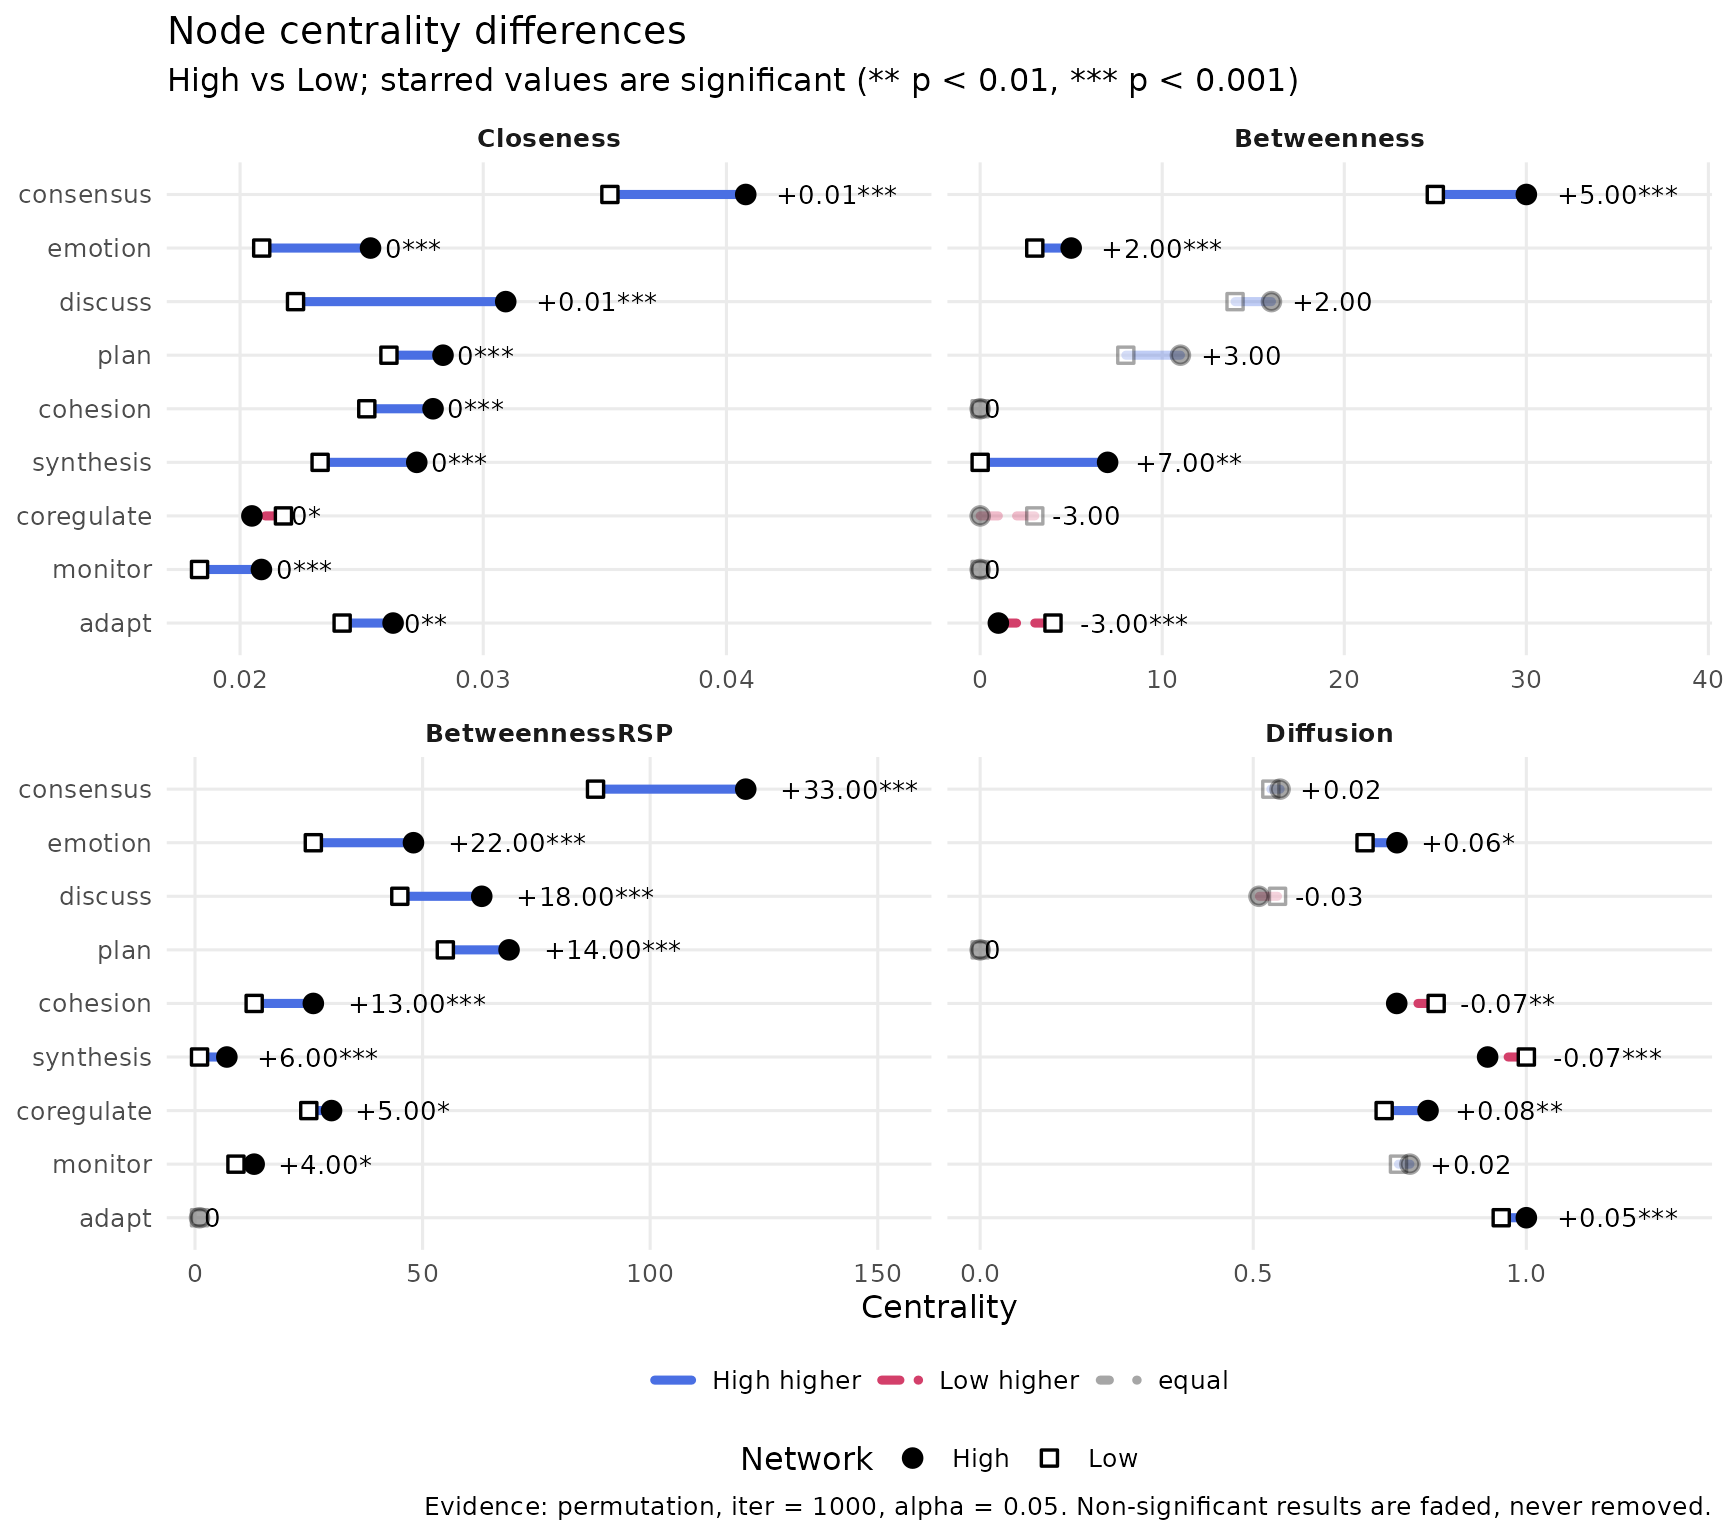 Node centrality differences
High vs Low; starred values are significant (** p < 0.01, *** p < 0.001)
Closeness
Betweenness
consensus +0.01*** +5.00***
emotion 0*** +2.00***
discuss +0.01*** +2.00
plan 0*** +3.00
cohesion 0*** 0
synthesis 0*** +7.00**
coregulate 0* -3.00
monitor 0*** 0
adapt 0** -3.00***
0.02 0.03 0.04 0 10 20 30 40
BetweennessRSP
Diffusion
consensus +33.00*** +0.02
emotion +22.00*** +0.06*
discuss +18.00*** -0.03
plan +14.00*** 0
cohesion +13.00*** -0.07**
synthesis +6.00*** -0.07***
coregulate +5.00* +0.08**
monitor +4.00* +0.02
adapt 0 +0.05***
0 50 100 150 0.0 0.5 1.0
Centrality
High higher Low higher equal
Network High Low
Evidence: permutation, iter = 1000, alpha = 0.05. Non-significant results are faded, never removed.